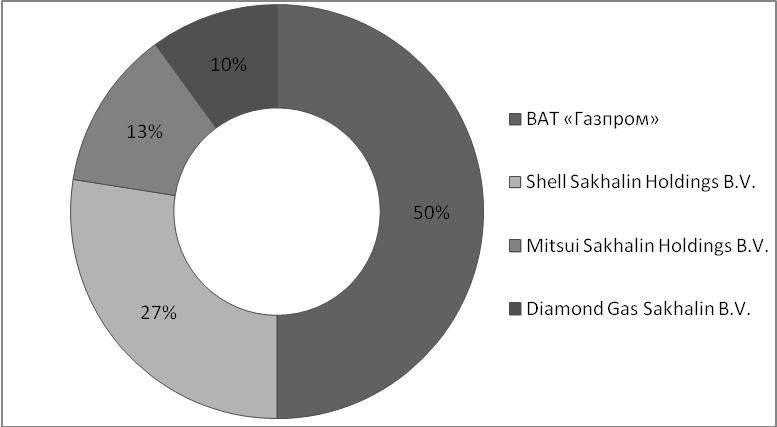 10%
13%
50%
27%
ВАТ «Газпром»
Shell Sakhalin Holdings B.V.
Mitsui Sakhalin Holdings B.V.
Diamond Gas Sakhalin B.V.